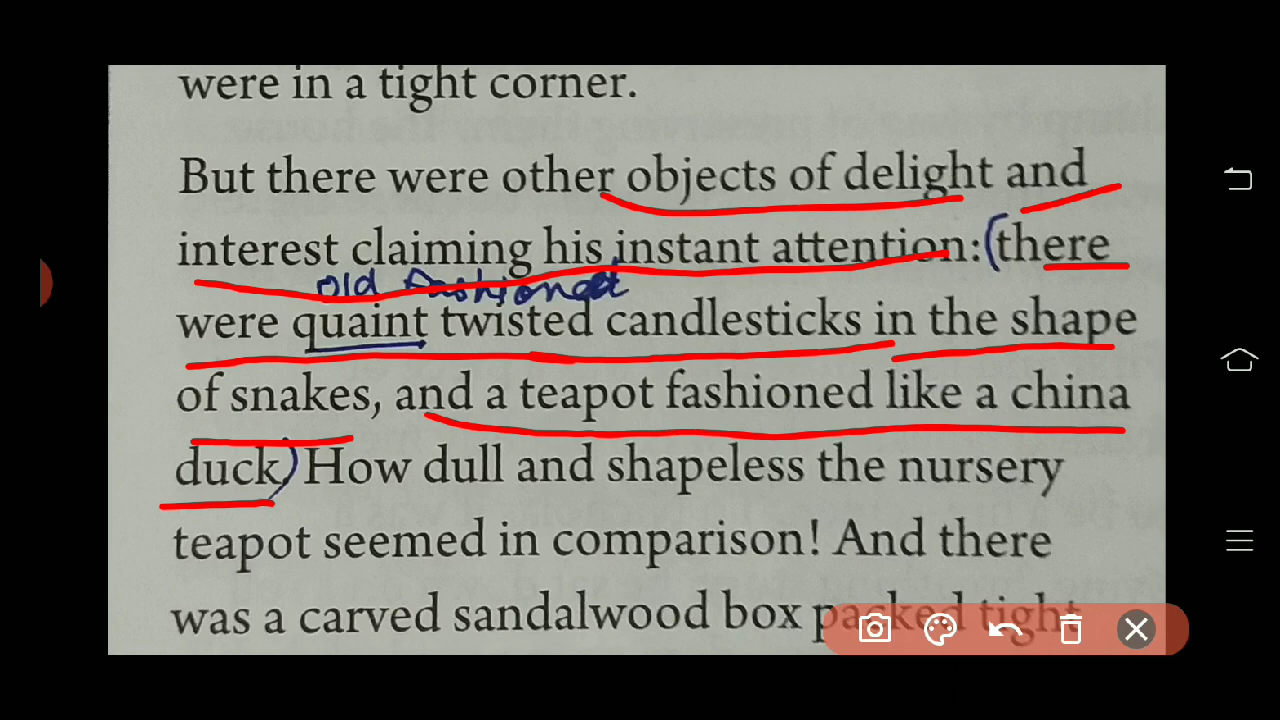 were in a tight corner.
But there were other objects of delight and
interest claiming his instant attention: (there
old fashioned
were quaint twisted candlesticks in the shape
of snakes, and a teapot fashioned like a china
duck) How dull and shapeless the nursery
teapot seemed in comparison! And there
was a carved sandalwood box packed tight